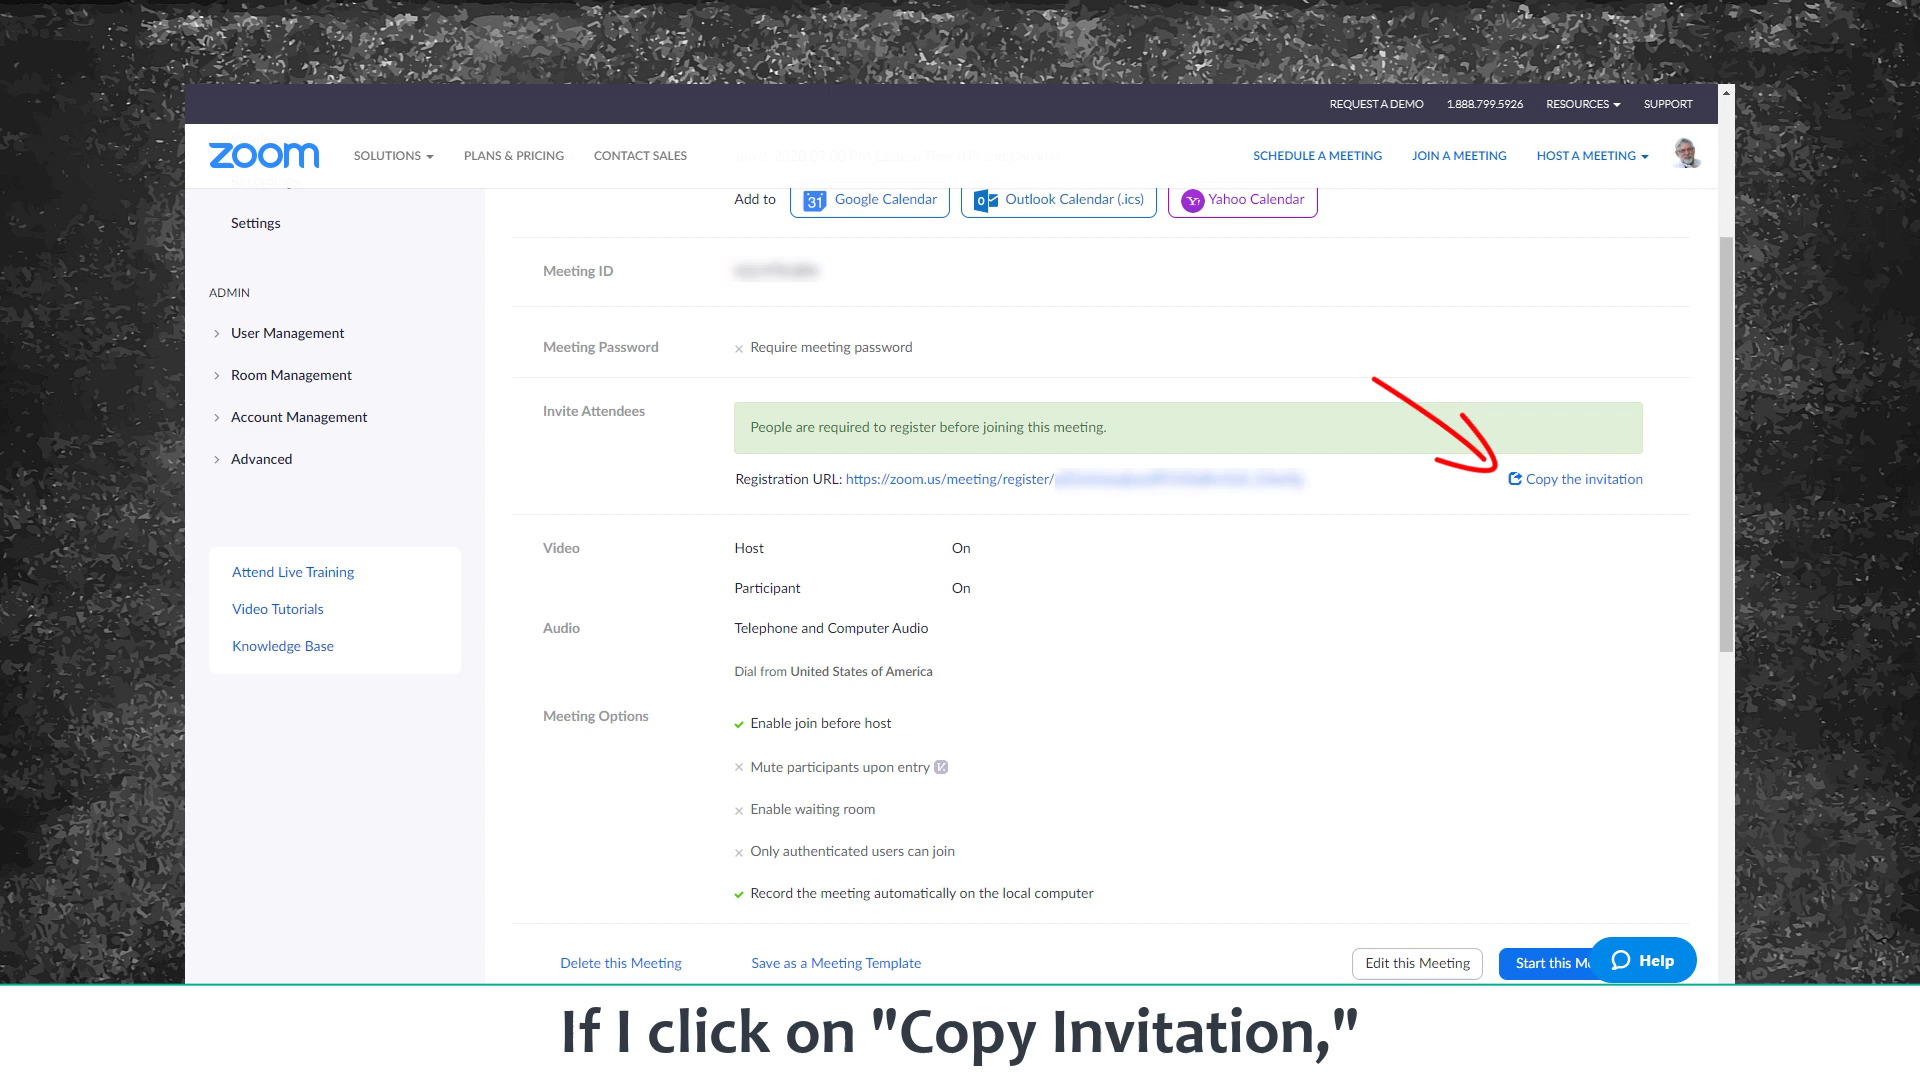 REQUEST A DEMO 1.888.799.5926 RESOURCES SUPPORT
zoom SOLUTIONS PLANS & PRICING CONTACT SALES SCHEDULE A MEETING JOIN A MEETING HOST A MEETING
Add to 31 Google Calendar Outlook Calendar (.ics) Yahoo Calendar
Settings
Meeting ID
ADMIN
User Management
Meeting Password Require meeting password
Room Management
Invite Attendees
Account Management
People are required to register before joining this meeting.
Advanced
Registration URL: https://zoom.us/meeting/register/ Copy the invitation
Video Host On
Attend Live Training
Participant On
Video Tutorials
Audio Telephone and Computer Audio
Knowledge Base
Dial from United States of America
Meeting Options
Enable join before host
Mute participants upon entry
Enable waiting room
Only authenticated users can join
Record the meeting automatically on the local computer
Delete this Meeting Save as a Meeting Template Edit this Meeting Start this M Help
If I click on "Copy Invitation,"